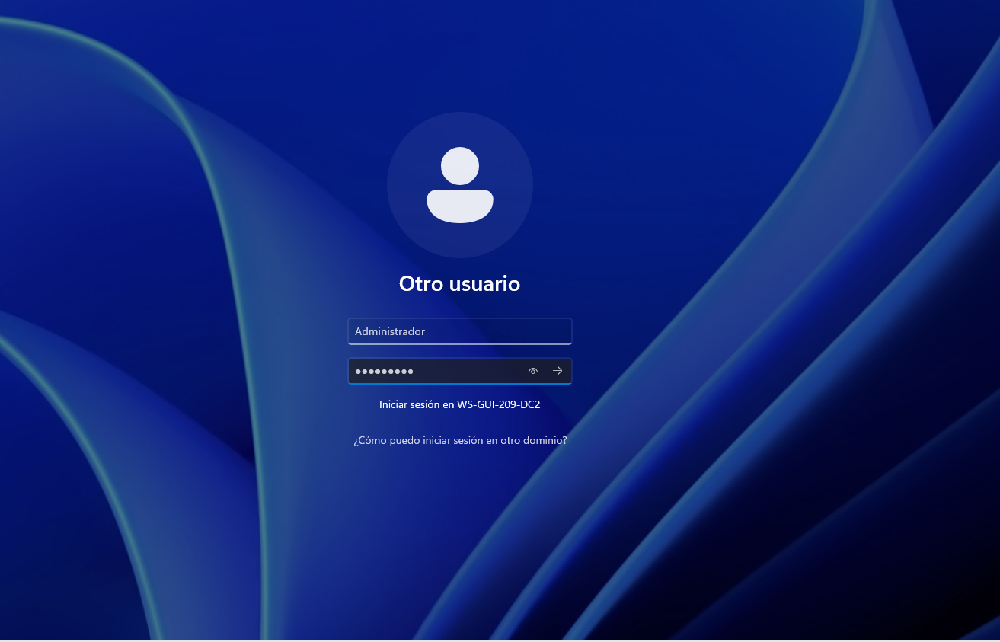 Otro usuario
Administrador
●●●●●●●●●
Iniciar sesión en WS-GUI-209-DC2
¿Cómo puedo iniciar sesión en otro dominio?